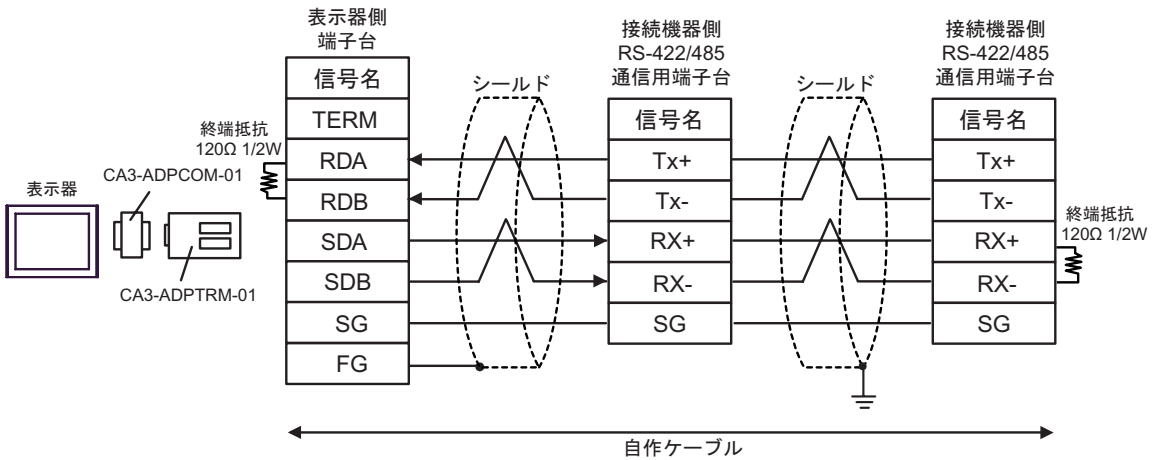 表示器
CA3-ADPCOM-01
CA3-ADPTRM-01
終端抵抗
120Ω 1/2W
表示器側
端子台
信号名
TERM
RDA
RDB
SDA
SDB
SG
FG
シールド
接続機器側
RS-422/485
通信用端子台
信号名
Tx+
Tx-
RX+
RX-
SG
シールド
接続機器側
RS-422/485
通信用端子台
信号名
Tx+
Tx-
RX+
RX-
SG
終端抵抗
120Ω 1/2W
自作ケーブル